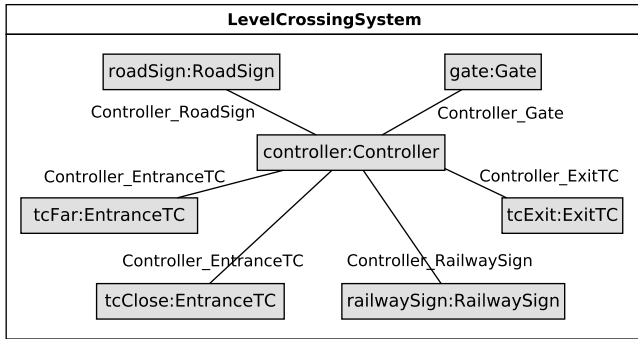 LevelCrossingSystem
roadSign:RoadSign
gate:Gate
Controller_RoadSign
Controller_Gate
controller:Controller
Controller_EntranceTC
Controller_ExitTC
tcFar:EntranceTC
tcExit:ExitTC
Controller_EntranceTC
Controller_RailwaySign
tcClose:EntranceTC
railwaySign:RailwaySign